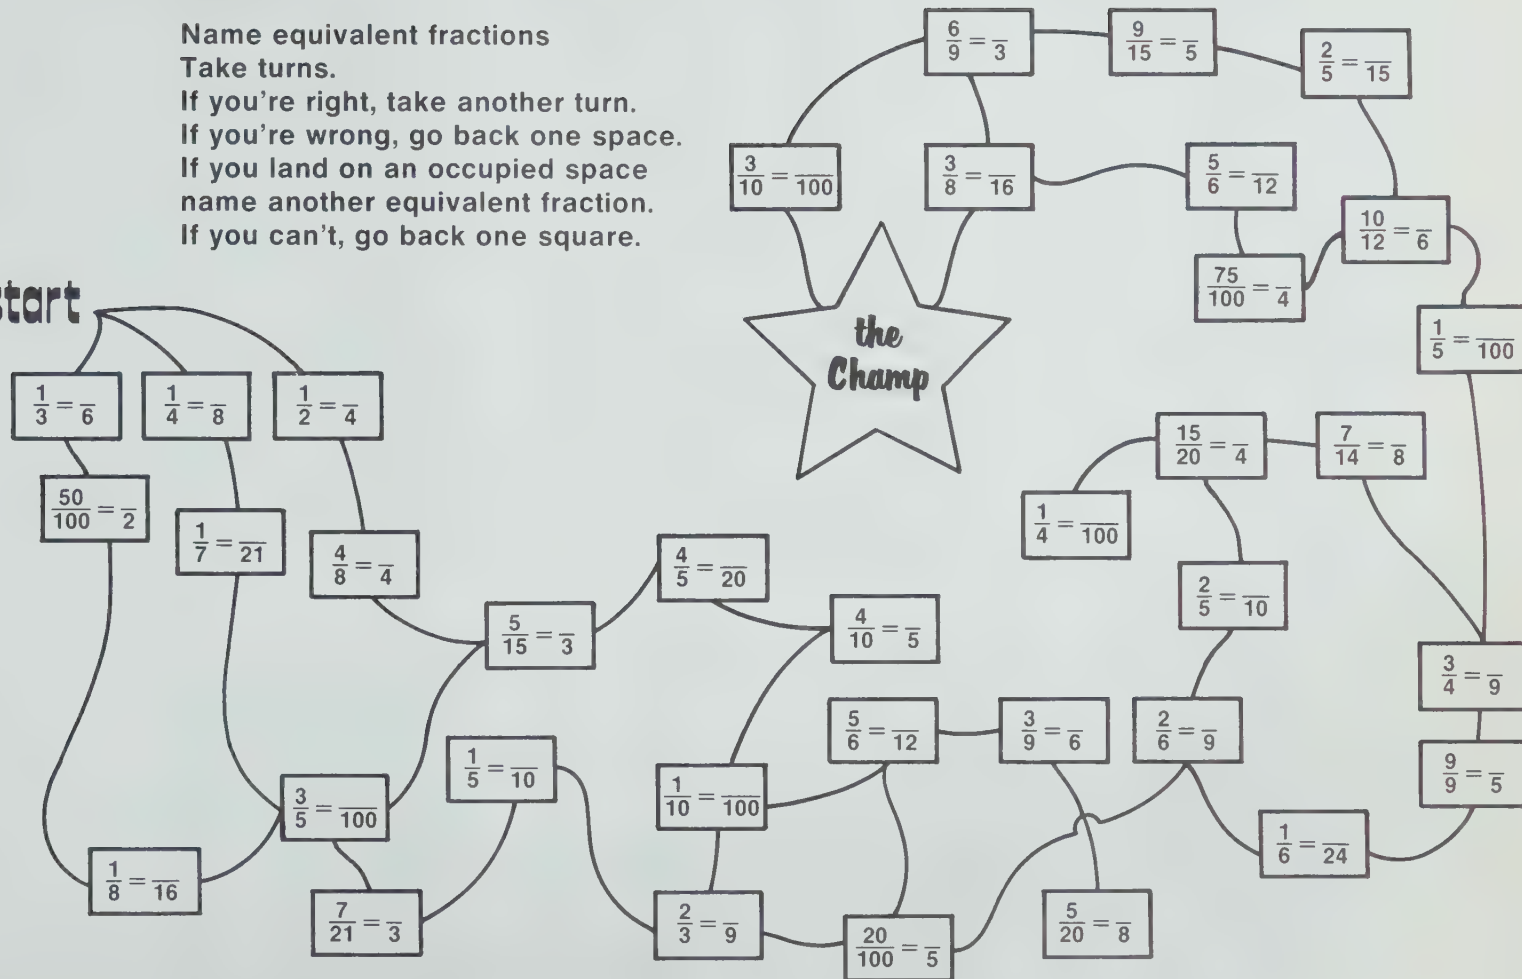 Name equivalent fractions
Take turns.
If you're right, take another turn.
If you're wrong, go back one space.
If you land on an occupied space
name another equivalent fraction.
If you can't, go back one square.
start
6/9 = _/3
9/15 = _/5
2/5 = _/15
3/10 = _/100
3/8 = _/16
5/6 = _/12
10/12 = _/6
75/100 = _/4
1/5 = _/100
the
Champ
1/3 = _/6
1/4 = _/8
1/2 = _/4
50/100 = _/2
1/7 = _/21
4/8 = _/4
15/20 = _/4
7/14 = _/8
1/4 = _/100
2/5 = _/10
5/15 = _/3
4/5 = _/20
4/10 = _/5
3/4 = _/9
5/6 = _/12
3/9 = _/6
2/6 = _/9
1/5 = _/10
1/10 = _/100
9/9 = _/5
3/5 = _/100
1/6 = _/24
1/8 = _/16
7/21 = _/3
2/3 = _/9
20/100 = _/5
5/20 = _/8